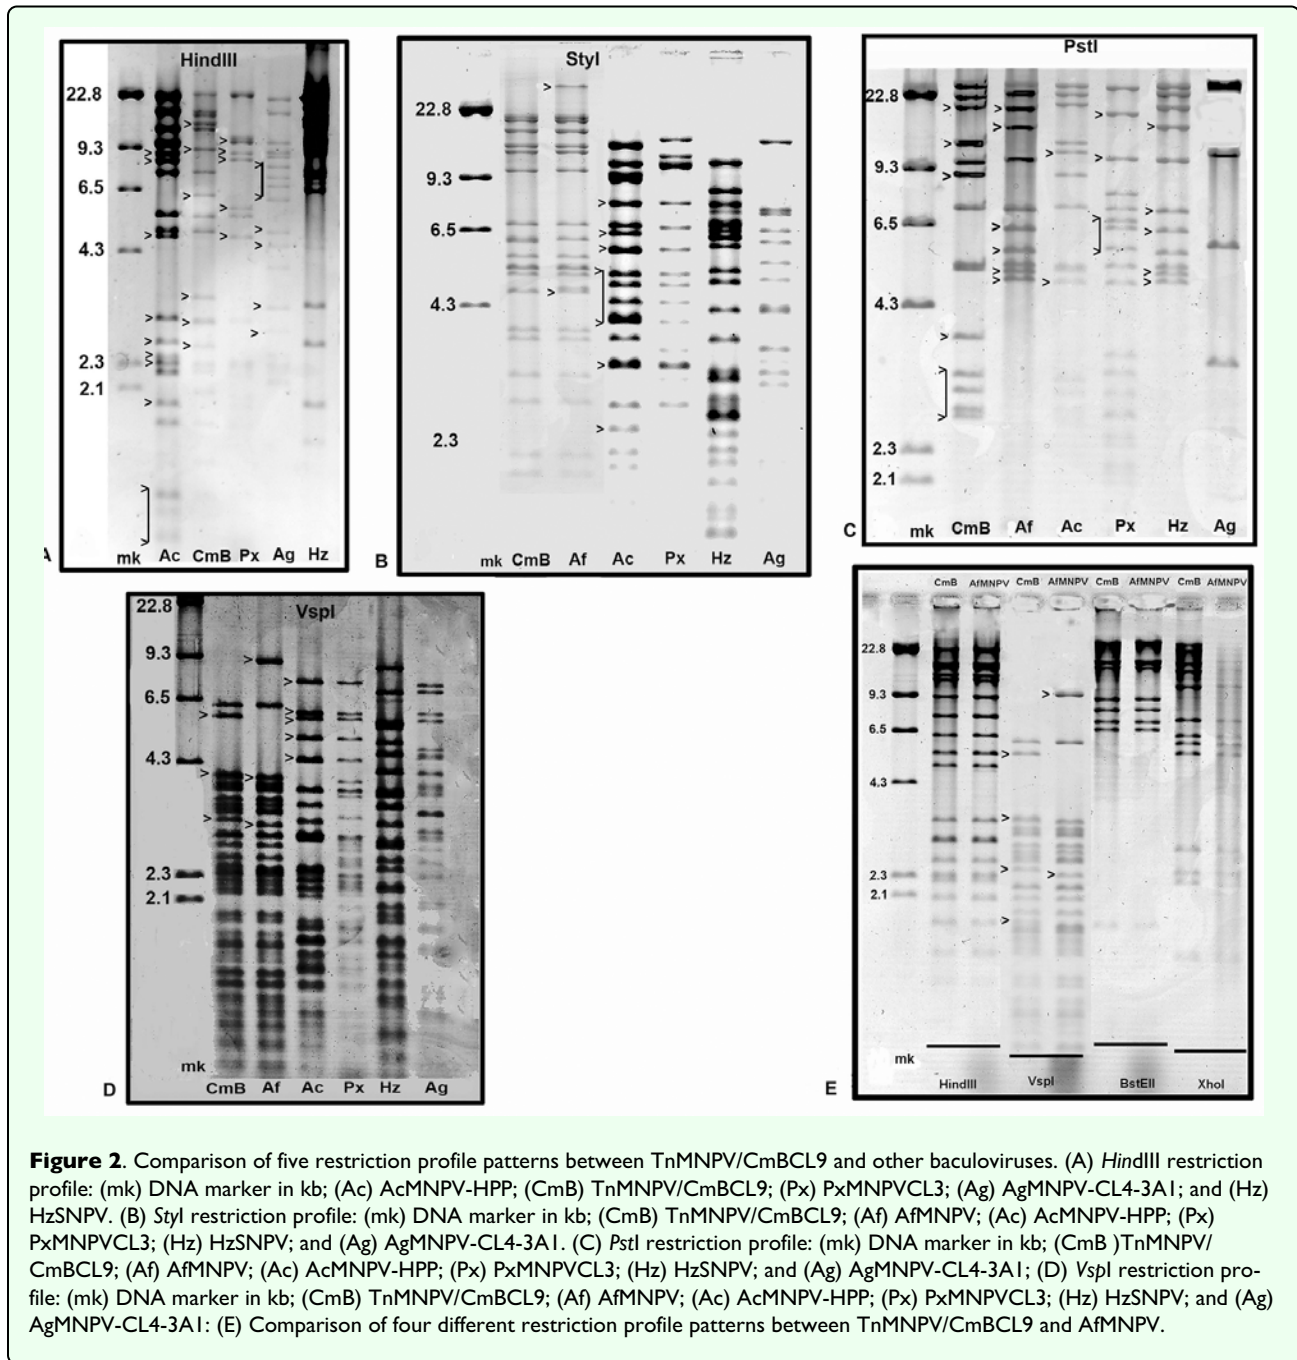 HindIII
22.8
9.3
6.5
4.3
2.3
2.1
mk Ac CmB Px Ag Hz
A
StyI
22.8
9.3
6.5
4.3
2.3
mk CmB Af Ac Px Hz Ag
B
PstI
22.8
9.3
6.5
4.3
2.3
2.1
mk CmB Af Ac Px Hz Ag
C
VspI
22.8
9.3
6.5
4.3
2.3
2.1
mk
CmB Af Ac Px Hz Ag
D
CmB AfMNPV CmB AfMNPV CmB AfMNPV CmB AfMNPV
22.8
9.3
6.5
4.3
2.3
2.1
mk
HindIII VspI BstEII XhoI
E
Figure 2. Comparison of five restriction profile patterns between TnMNPV/CmBCL9 and other baculoviruses. (A) HindIII restriction
profile: (mk) DNA marker in kb; (Ac) AcMNPV-HPP; (CmB) TnMNPV/CmBCL9; (Px) PxMNPVCL3; (Ag) AgMNPV-CL4-3A1; and (Hz)
HzSNPV. (B) StyI restriction profile: (mk) DNA marker in kb; (CmB) TnMNPV/CmBCL9; (Af) AfMNPV; (Ac) AcMNPV-HPP; (Px)
PxMNPVCL3; (Hz) HzSNPV; and (Ag) AgMNPV-CL4-3A1. (C) PstI restriction profile: (mk) DNA marker in kb; (CmB )TnMNPV/
CmBCL9; (Af) AfMNPV; (Ac) AcMNPV-HPP; (Px) PxMNPVCL3; (Hz) HzSNPV; and (Ag) AgMNPV-CL4-3A1; (D) VspI restriction pro-
file: (mk) DNA marker in kb; (CmB) TnMNPV/CmBCL9; (Af) AfMNPV; (Ac) AcMNPV-HPP; (Px) PxMNPVCL3; (Hz) HzSNPV; and (Ag)
AgMNPV-CL4-3A1: (E) Comparison of four different restriction profile patterns between TnMNPV/CmBCL9 and AfMNPV.